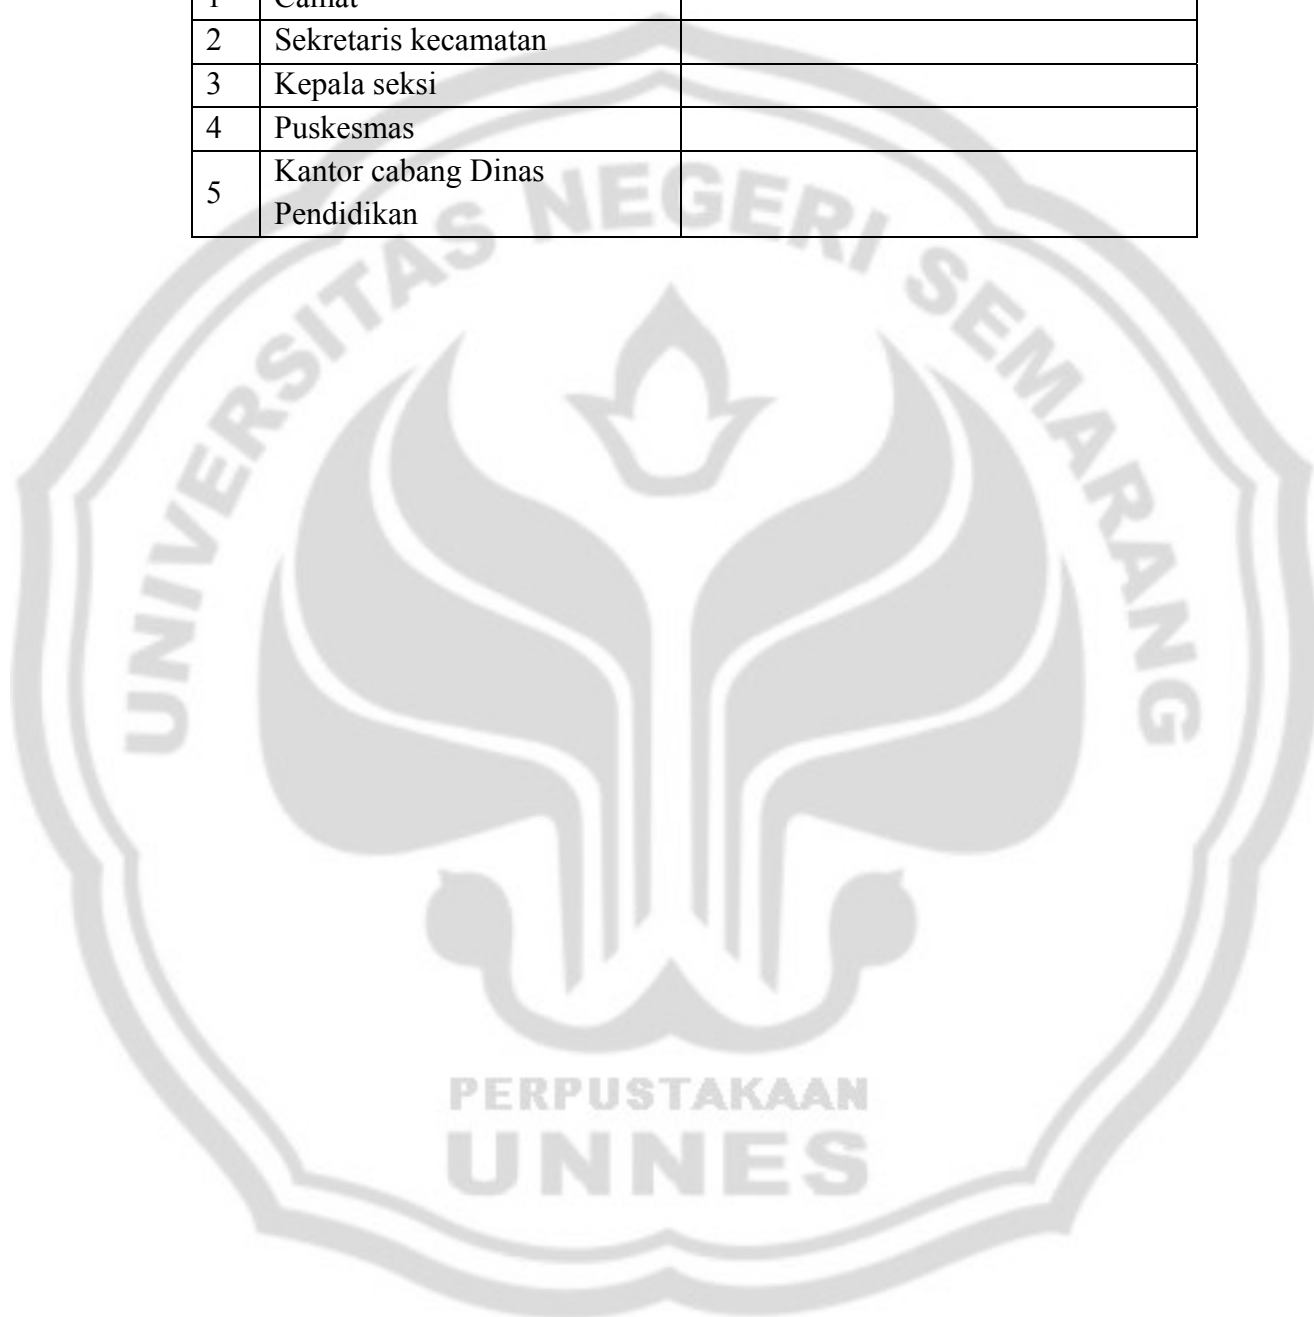 1 Camat
2 Sekretaris kecamatan
3 Kepala seksi
4 Puskesmas
5 Kantor cabang Dinas
Pendidikan
UNIVERSITAS NEGERI SEMARANG
PERPUSTAKAAN
UNNES